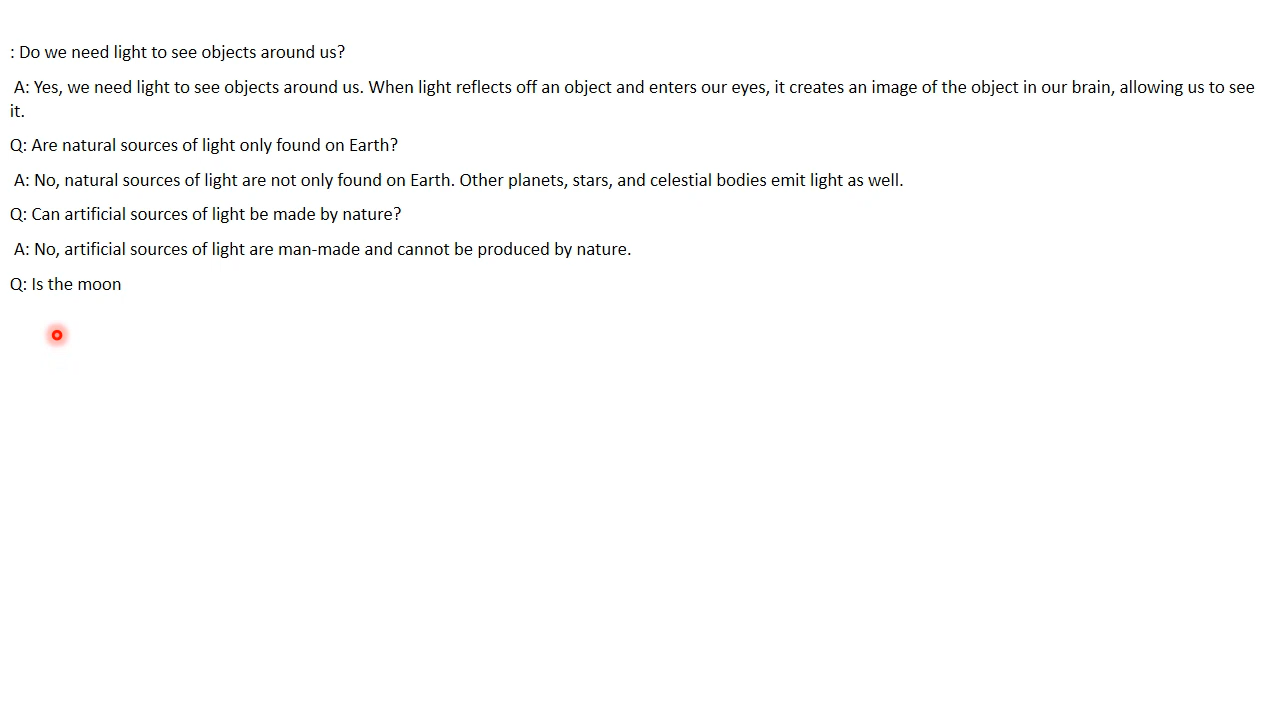 : Do we need light to see objects around us?
A: Yes, we need light to see objects around us. When light reflects off an object and enters our eyes, it creates an image of the object in our brain, allowing us to see
it.
Q: Are natural sources of light only found on Earth?
A: No, natural sources of light are not only found on Earth. Other planets, stars, and celestial bodies emit light as well.
Q: Can artificial sources of light be made by nature?
A: No, artificial sources of light are man-made and cannot be produced by nature.
Q: Is the moon